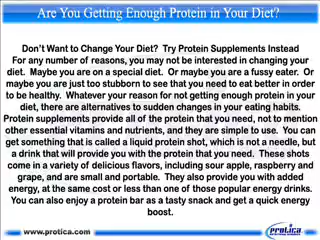 Are You Getting Enough Protein in Your Diet?
Don't Want to Change Your Diet?  Try Protein Supplements Instead
For any number of reasons, you may not be interested in changing your
diet.  Maybe you are on a special diet.  Or maybe you are a fussy eater.  Or
maybe you are just too stubborn to see that you need to eat better in order
to be healthy.  Whatever your reason for not getting enough protein in your
diet, there are alternatives to sudden changes in your eating habits.
Protein supplements provide all of the protein that you need, not to mention
other essential vitamins and nutrients, and they are simple to use.  You can
get something that is called a liquid protein shot, which is not a needle, but
a drink that will provide you with the protein that you need.  These shots
come in a variety of delicious flavors, including sour apple, raspberry and
grape, and are small and portable.  They also provide you with added
energy, at the same cost or less than one of those popular energy drinks.
You can also enjoy a protein bar as a tasty snack and get a quick energy
boost.
www.protica.com
protica